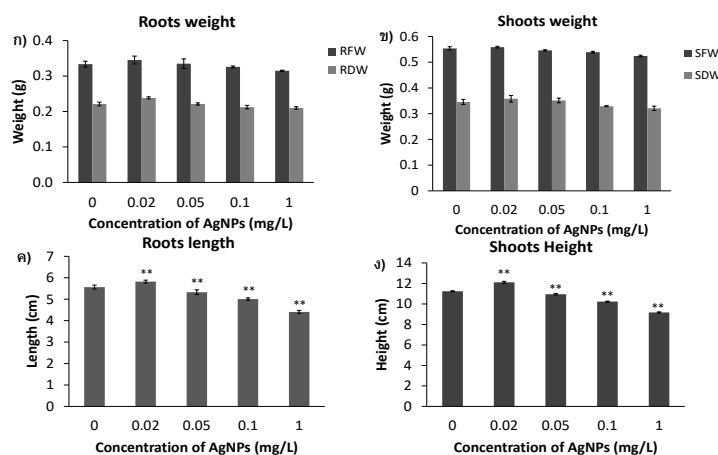 ก)
Roots weight
Weight (g)
0.4
0.3
0.2
0.1
0.0
RFW
RDW
0 0.02 0.05 0.1 1
Concentration of AgNPs (mg/L)
ข)
Shoots weight
Weight (g)
0.6
0.5
0.4
0.3
0.2
0.1
0
SFW
SDW
0 0.02 0.05 0.1 1
Concentration of AgNPs (mg/L)
ค)
Roots length
Length (cm)
7
6
5
4
3
2
1
0
** ** ** **
0 0.02 0.05 0.1 1
Concentration of AgNPs (mg/L)
ง)
Shoots Height
Height (cm)
14
12
10
8
6
4
2
0
** ** ** **
0 0.02 0.05 0.1 1
Concentration of AgNPs (mg/L)